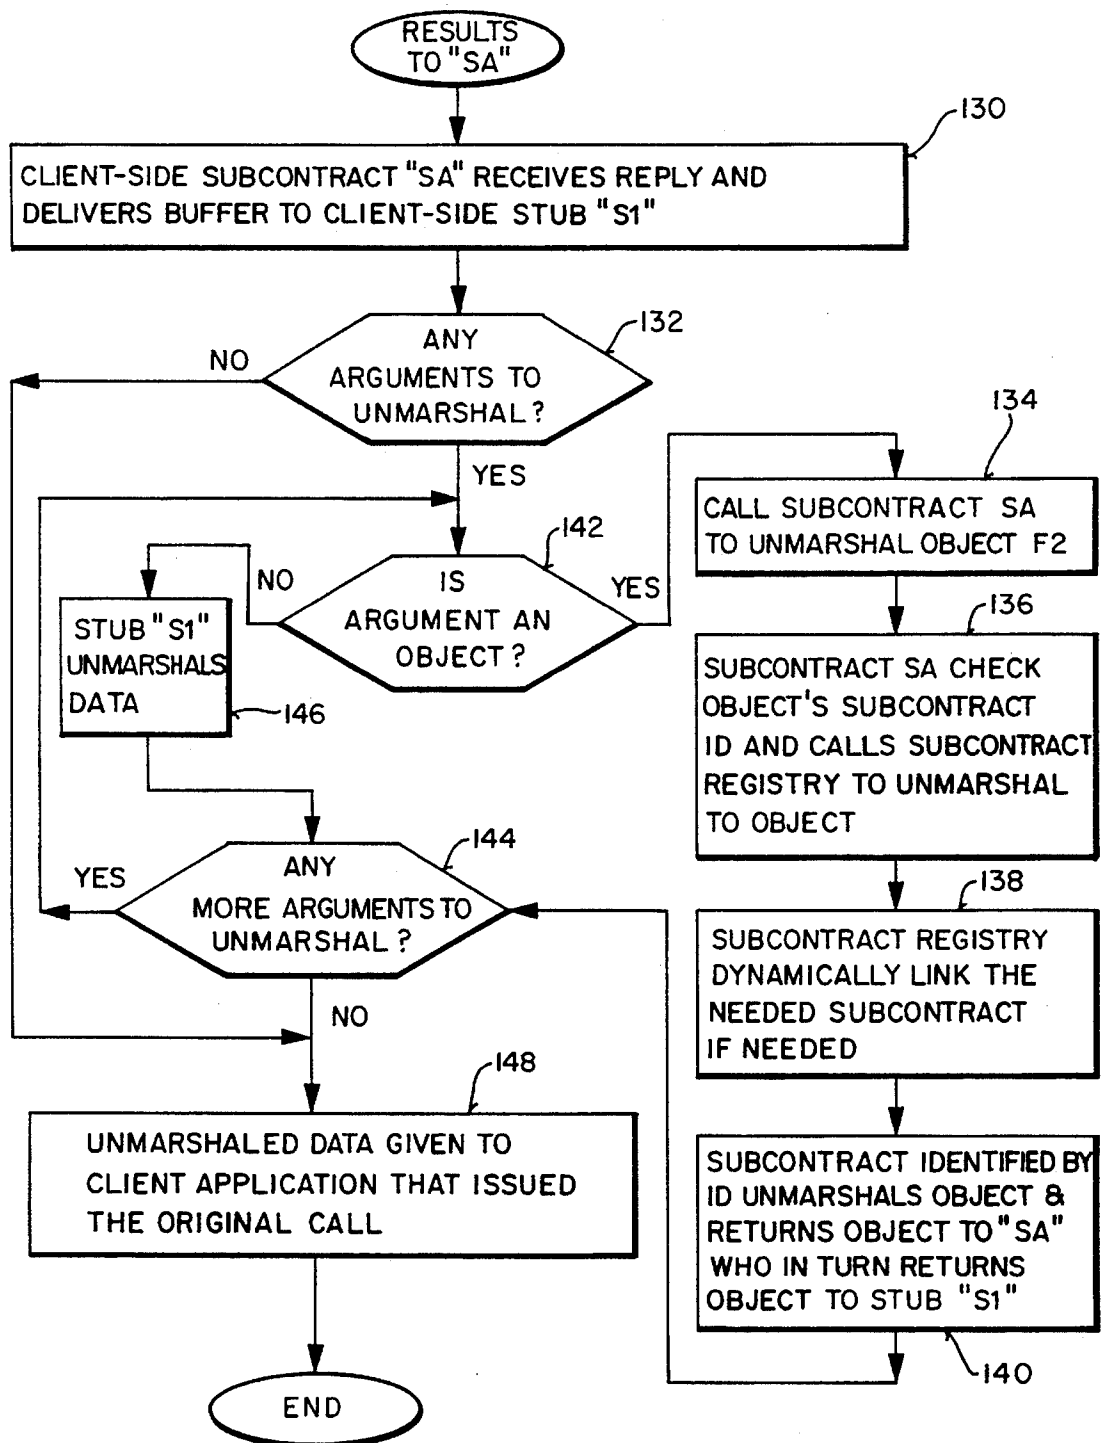 RESULTS
TO "SA"
130
CLIENT-SIDE SUBCONTRACT "SA" RECEIVES REPLY AND
DELIVERS BUFFER TO CLIENT-SIDE STUB "S1"
132
NO
ANY
ARGUMENTS TO
UNMARSHAL?
YES
134
CALL SUBCONTRACT SA
TO UNMARSHAL OBJECT F2
142
NO
IS
ARGUMENT AN
OBJECT?
YES
136
SUBCONTRACT SA CHECK
OBJECT'S SUBCONTRACT
ID AND CALLS SUBCONTRACT
REGISTRY TO UNMARSHAL
TO OBJECT
STUB "S1"
UNMARSHALS
DATA
146
144
YES
ANY
MORE ARGUMENTS TO
UNMARSHAL?
NO
138
SUBCONTRACT REGISTRY
DYNAMICALLY LINK THE
NEEDED SUBCONTRACT
IF NEEDED
148
UNMARSHALED DATA GIVEN TO
CLIENT APPLICATION THAT ISSUED
THE ORIGINAL CALL
SUBCONTRACT IDENTIFIED BY
ID UNMARSHALS OBJECT &
RETURNS OBJECT TO "SA"
WHO IN TURN RETURNS
OBJECT TO STUB "S1"
140
END